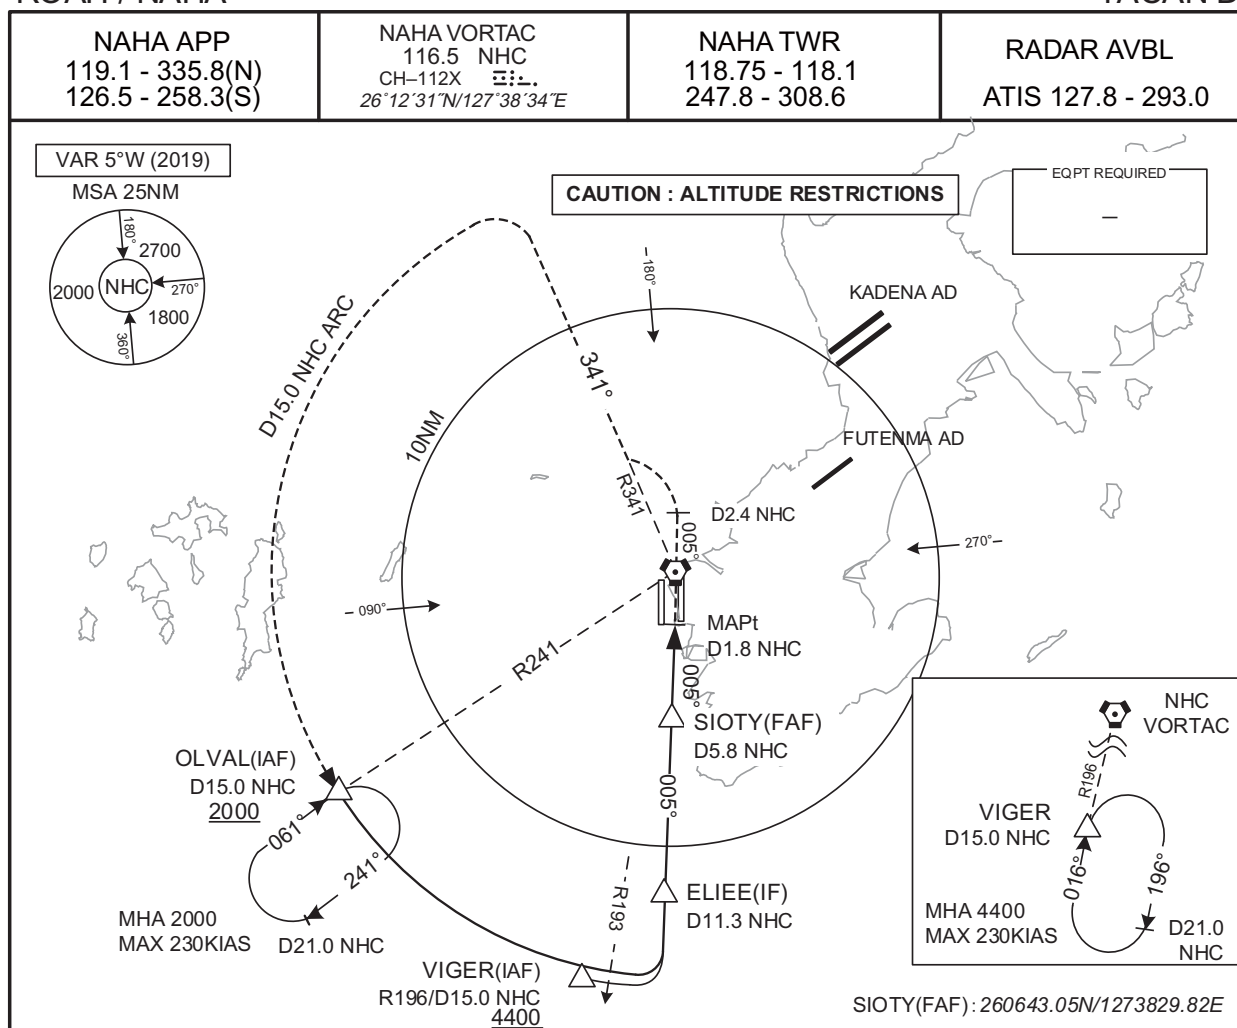 NAHA APP
119.1 - 335.8(N)
126.5 - 258.3(S)
NAHA VORTAC
116.5 NHC
CH–112X
26°12´31˝N/127°38´34˝E
NAHA TWR
118.75 - 118.1
247.8 - 308.6
RADAR AVBL
ATIS 127.8 - 293.0
VAR 5°W (2019)
MSA 25NM
180°
2700
2000
NHC
270°
1800
360°
CAUTION : ALTITUDE RESTRICTIONS
EQPT REQUIRED
–
180°
KADENA AD
D15.0 NHC ARC
341°
10NM
FUTENMA AD
R341
D2.4 NHC
005°
270°
090°
MAPt
D1.8 NHC
R241
005°
SIOTY(FAF)
D5.8 NHC
OLVAL(IAF)
D15.0 NHC
2000
061°
241°
005°
MHA 2000
MAX 230KIAS
D21.0 NHC
ELIEE(IF)
D11.3 NHC
R193
VIGER(IAF)
R196/D15.0 NHC
4400
NHC
VORTAC
R196
VIGER
D15.0 NHC
016°
196°
MHA 4400
MAX 230KIAS
D21.0
NHC
SIOTY(FAF) : 260643.05N/1273829.82E